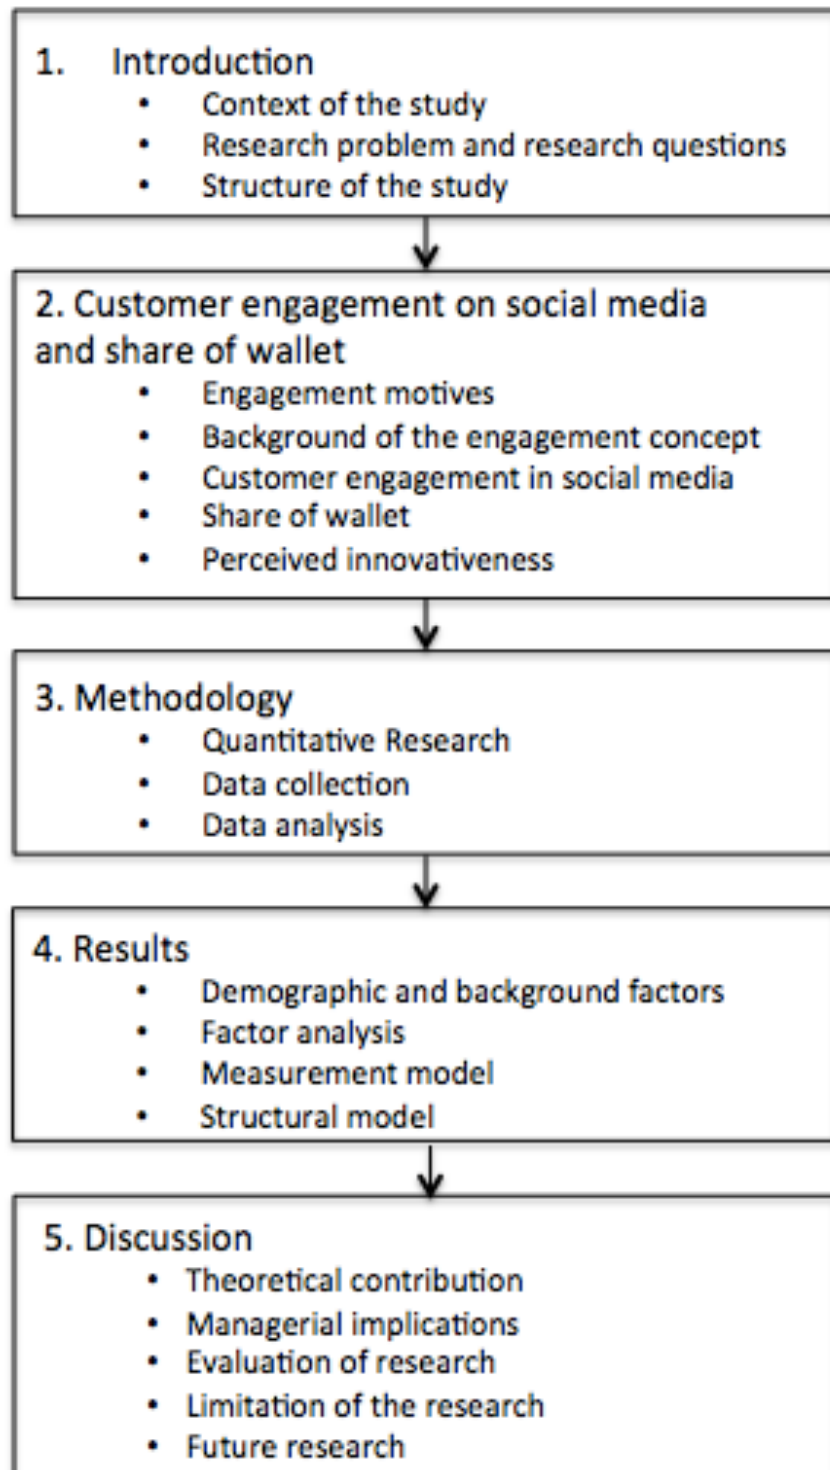 1. Introduction
• Context of the study
• Research problem and research questions
• Structure of the study
2. Customer engagement on social media
and share of wallet
• Engagement motives
• Background of the engagement concept
• Customer engagement in social media
• Share of wallet
• Perceived innovativeness
3. Methodology
• Quantitative Research
• Data collection
• Data analysis
4. Results
• Demographic and background factors
• Factor analysis
• Measurement model
• Structural model
5. Discussion
• Theoretical contribution
• Managerial implications
• Evaluation of research
• Limitation of the research
• Future research